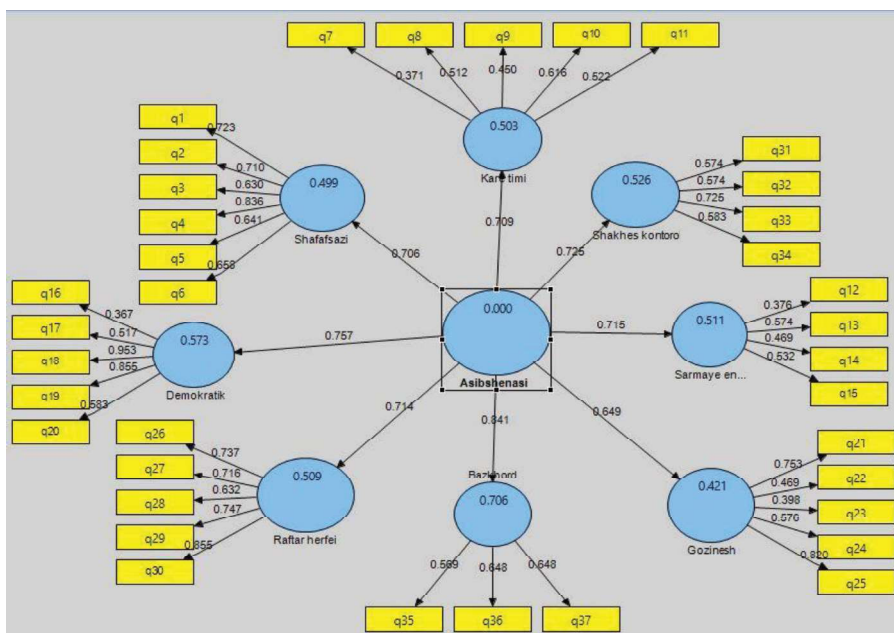 q7
q8
q9
q10
q11
0.371
0.512
0.450
0.616
0.522
0.503
Kare timi
q1
q2
q3
q4
q5
q6
0.723
0.710
0.630
0.836
0.641
0.658
0.499
Shafafsazi
q31
q32
q33
q34
0.574
0.574
0.725
0.583
0.526
Shakhes kontoro
0.709
0.706
0.725
0.000
Asibshenasi
q16
q17
q18
q19
q20
0.367
0.517
0.953
0.855
0.583
0.573
Demokratik
0.757
0.715
q12
q13
q14
q15
0.376
0.574
0.469
0.532
0.511
Sarmaye en...
0.714
0.841
0.649
q26
q27
q28
q29
q30
0.737
0.716
0.632
0.747
0.855
0.509
Raftar herfei
Bazkhord
0.706
0.569
0.648
0.648
q35
q36
q37
q21
q22
q23
q24
q25
0.753
0.469
0.398
0.576
0.820
0.421
Gozinesh